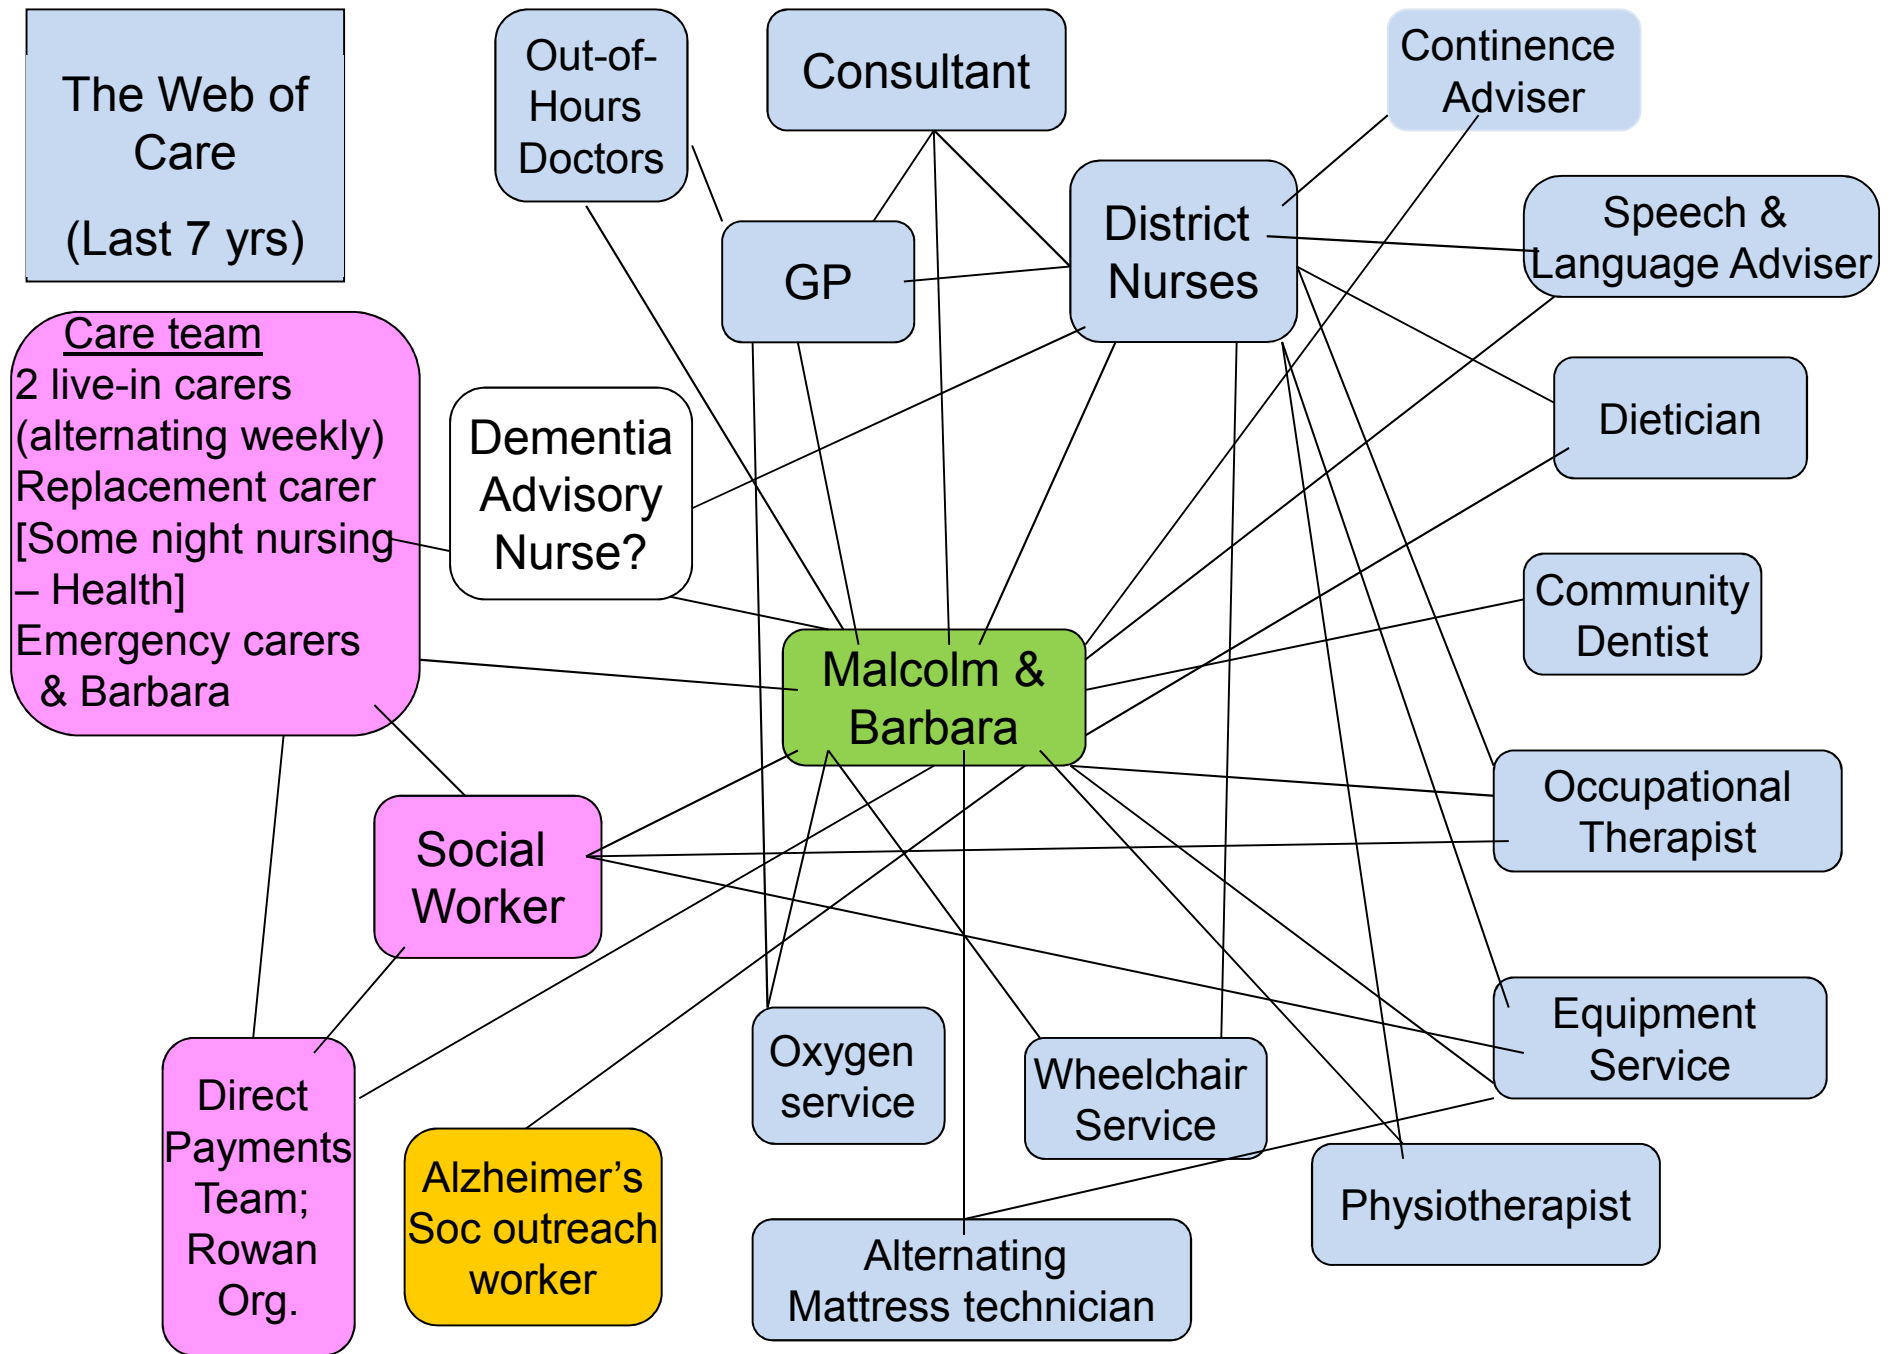 The Web of
Care
(Last 7 yrs)
Out-of-
Hours
Doctors
Consultant
Continence
Adviser
GP
District
Nurses
Speech &
Language Adviser
Care team
2 live-in carers
(alternating weekly)
Replacement carer
[Some night nursing
– Health]
Emergency carers
& Barbara
Dementia
Advisory
Nurse?
Dietician
Malcolm &
Barbara
Community
Dentist
Social
Worker
Occupational
Therapist
Direct
Payments
Team;
Rowan
Org.
Alzheimer’s
Soc outreach
worker
Oxygen
service
Wheelchair
Service
Equipment
Service
Alternating
Mattress technician
Physiotherapist